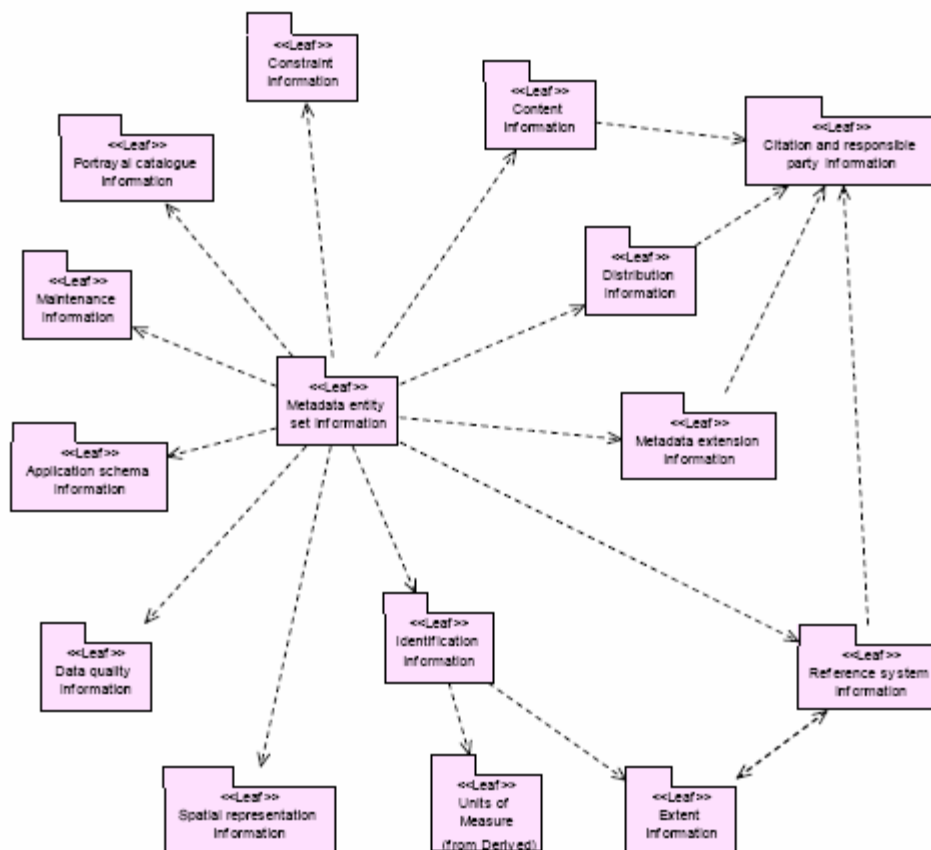 <<Leaf>>
Constraint
information
<<Leaf>>
Content
information
<<Leaf>>
Citation and responsible
party information
<<Leaf>>
Portrayal catalogue
information
<<Leaf>>
Maintenance
information
<<Leaf>>
Distribution
information
<<Leaf>>
Metadata entity
set information
<<Leaf>>
Metadata extension
information
<<Leaf>>
Application schema
information
<<Leaf>>
Data quality
information
<<Leaf>>
Identification
information
<<Leaf>>
Reference system
information
<<Leaf>>
Spatial representation
information
<<Leaf>>
Units of
Measure
(from Derived)
<<Leaf>>
Extent
information